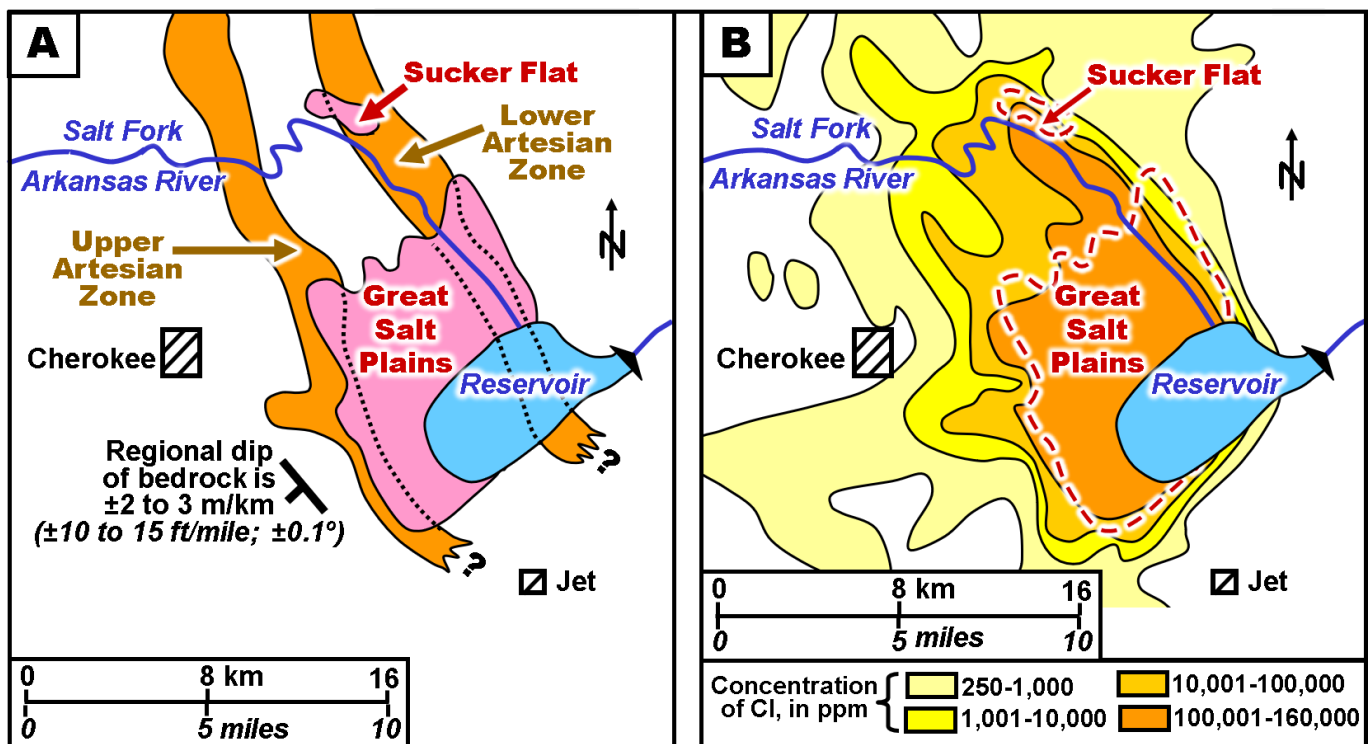 A
Sucker Flat
Lower
Artesian
Zone
Salt Fork
Arkansas River
N
Upper
Artesian
Zone
Great
Salt
Plains
Cherokee
Reservoir
Regional dip
of bedrock is
±2 to 3 m/km
(±10 to 15 ft/mile; ±0.1°)
?
?
Jet
0 8 km 16
0 5 miles 10
B
Sucker Flat
Salt Fork
Arkansas River
N
Great
Salt
Plains
Cherokee
Reservoir
Jet
0 8 km 16
0 5 miles 10
Concentration
of Cl, in ppm
250-1,000
1,001-10,000
10,001-100,000
100,001-160,000